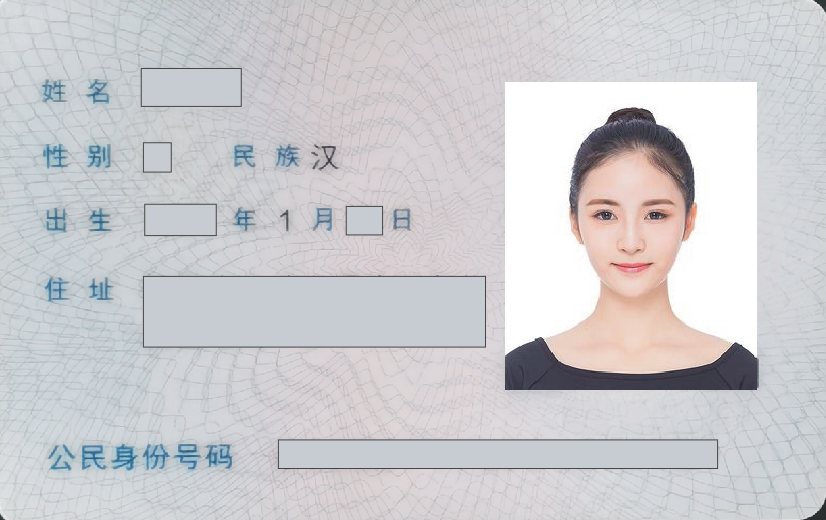 姓 名
性 别 民 族 汉
出 生 年 1 月 日
住 址
公民身份号码